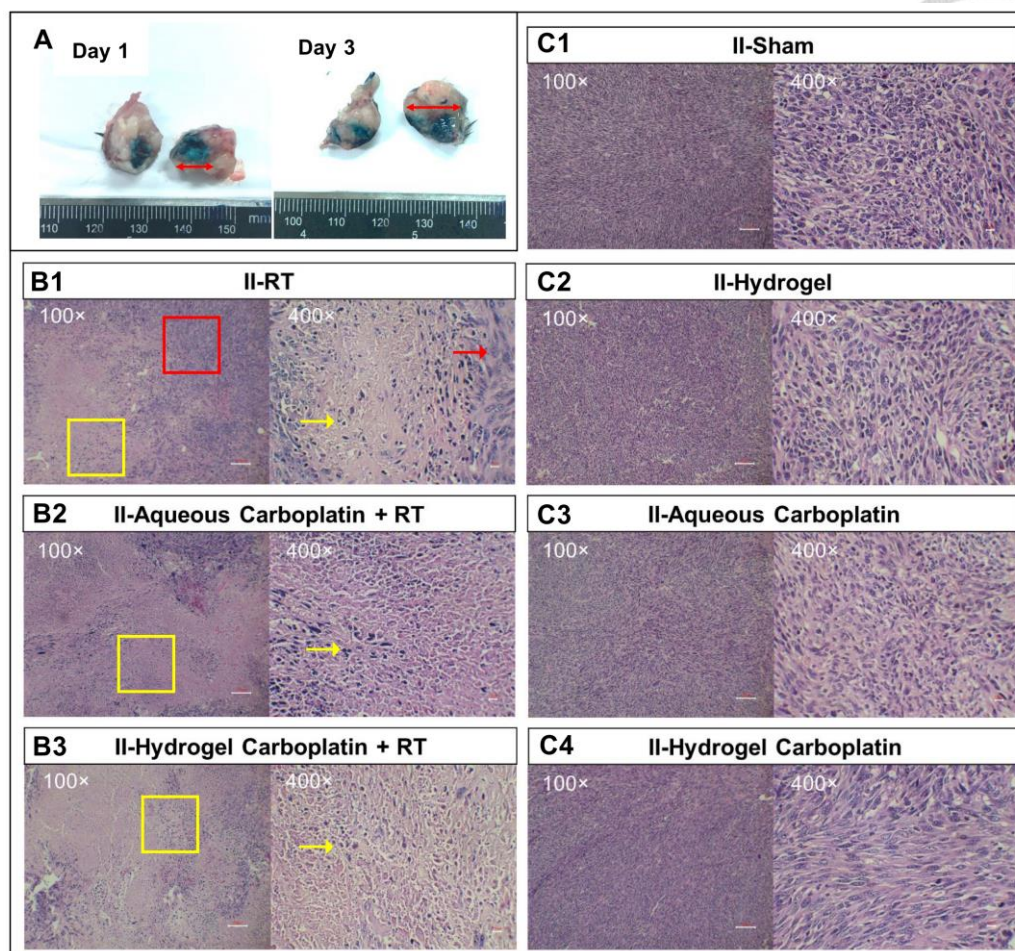 A
Day 1
Day 3
110 120 130 140 150 mm
100 110 120 130 140
4 5
B1
II-RT
100×
400×
B2
II-Aqueous Carboplatin + RT
100×
400×
B3
II-Hydrogel Carboplatin + RT
100×
400×
C1
II-Sham
100×
400×
C2
II-Hydrogel
100×
400×
C3
II-Aqueous Carboplatin
100×
400×
C4
II-Hydrogel Carboplatin
100×
400×